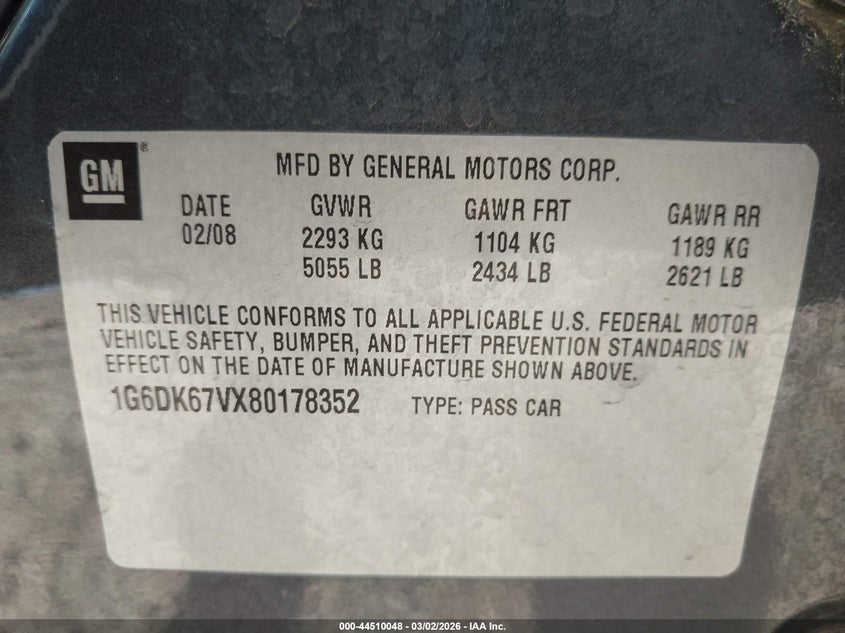 GM®
MFD BY GENERAL MOTORS CORP.
DATE GVWR GAWR FRT GAWR RR
02/08 2293 KG 1104 KG 1189 KG
5055 LB 2434 LB 2621 LB
THIS VEHICLE CONFORMS TO ALL APPLICABLE U.S. FEDERAL MOTOR
VEHICLE SAFETY, BUMPER, AND THEFT PREVENTION STANDARDS IN
EFFECT ON THE DATE OF MANUFACTURE SHOWN ABOVE.
1G6DK67VX80178352 TYPE: PASS CAR
000-44510048 - 03/02/2026 - IAA Inc.